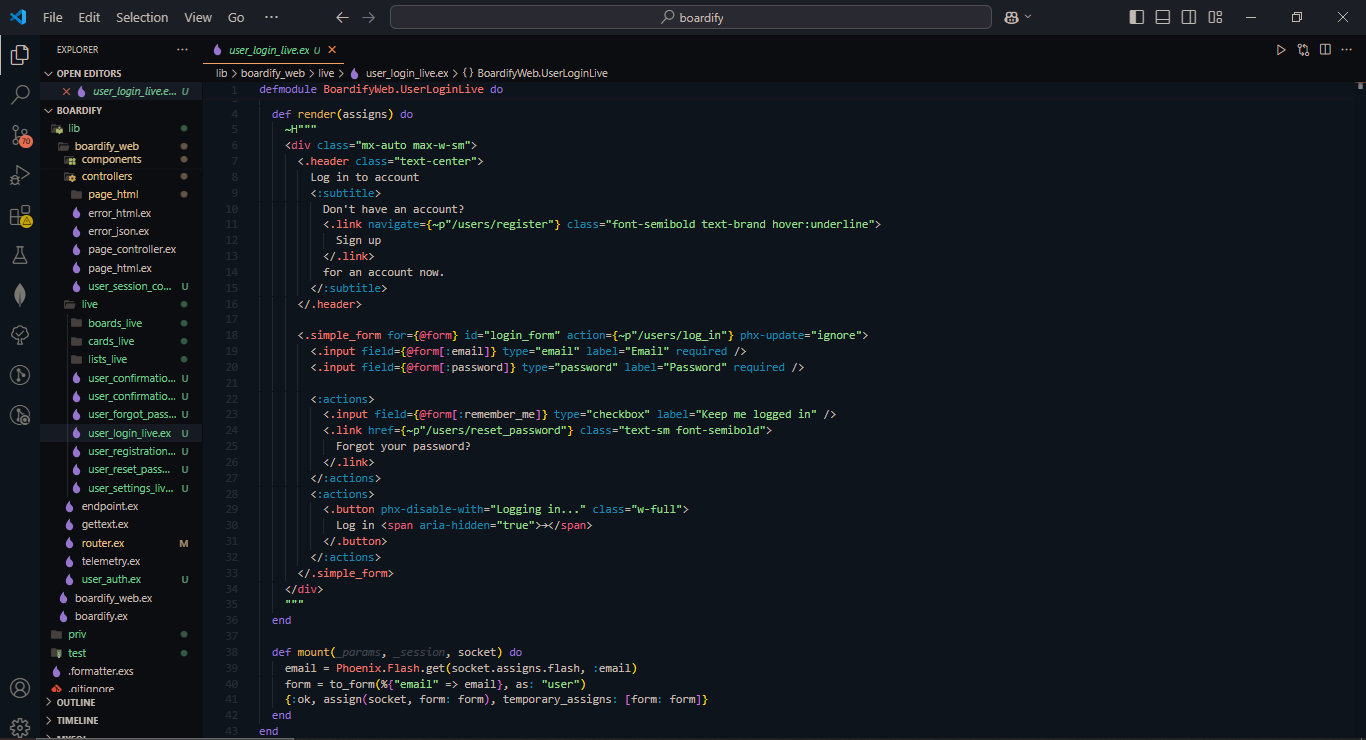 File Edit Selection View Go ···
boardify
EXPLORER ···
OPEN EDITORS
user_login_live.e... U
BOARDIFY
lib
boardify_web
components
controllers
page_html
error_html.ex
error_json.ex
page_controller.ex
page_html.ex
user_session_co... U
live
boards_live
cards_live
lists_live
user_confirmatio... U
user_confirmatio... U
user_forgot_pass... U
user_login_live.ex U
user_registration... U
user_reset_pass... U
user_settings_liv... U
endpoint.ex
gettext.ex
router.ex M
telemetry.ex
user_auth.ex U
boardify_web.ex
boardify.ex
priv
test
.formatter.exs
.gitignore
OUTLINE
TIMELINE
MYSQL
70
user_login_live.ex U
lib > boardify_web > live > user_login_live.ex > {} BoardifyWeb.UserLoginLive
1 defmodule BoardifyWeb.UserLoginLive do
4 def render(assigns) do
5 ~H"""
6 <div class="mx-auto max-w-sm">
7 <.header class="text-center">
8 Log in to account
9 <:subtitle>
10 Don't have an account?
11 <.link navigate={~p"/users/register"} class="font-semibold text-brand hover:underline">
12 Sign up
13 </.link>
14 for an account now.
15 </:subtitle>
16 </.header>
17
18 <.simple_form for={@form} id="login_form" action={~p"/users/log_in"} phx-update="ignore">
19 <.input field={@form[:email]} type="email" label="Email" required />
20 <.input field={@form[:password]} type="password" label="Password" required />
21
22 <:actions>
23 <.input field={@form[:remember_me]} type="checkbox" label="Keep me logged in" />
24 <.link href={~p"/users/reset_password"} class="text-sm font-semibold">
25 Forgot your password?
26 </.link>
27 </:actions>
28 <:actions>
29 <.button phx-disable-with="Logging in..." class="w-full">
30 Log in <span aria-hidden="true">→</span>
31 </.button>
32 </:actions>
33 </.simple_form>
34 </div>
35 """
36 end
37
38 def mount(_params, _session, socket) do
39 email = Phoenix.Flash.get(socket.assigns.flash, :email)
40 form = to_form(%{"email" => email}, as: "user")
41 {:ok, assign(socket, form: form), temporary_assigns: [form: form]}
42 end
43 end